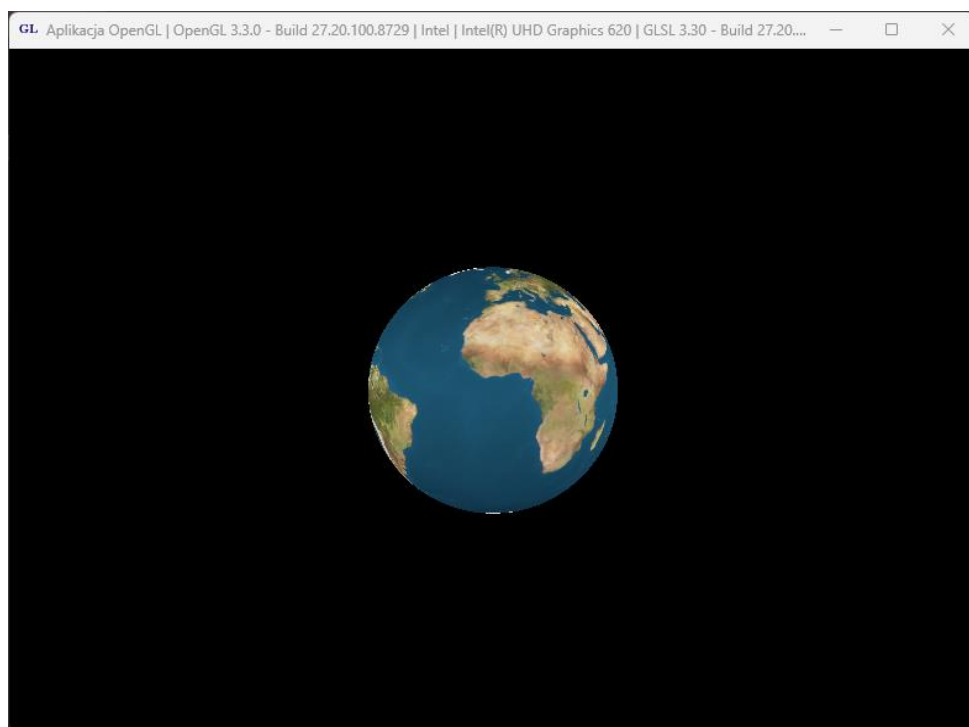 GL Aplikacja OpenGL | OpenGL 3.3.0 - Build 27.20.100.8729 | Intel | Intel(R) UHD Graphics 620 | GLSL 3.30 - Build 27.20....